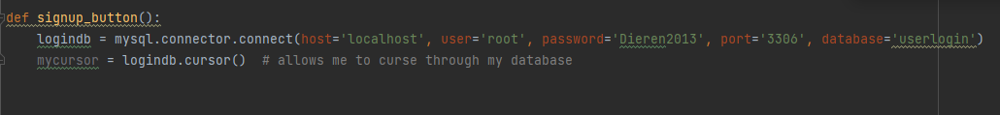 def signup_button():
    logindb = mysql.connector.connect(host='localhost', user='root', password='Dieren2013', port='3306', database='userlogin')
    mycursor = logindb.cursor()  # allows me to curse through my database